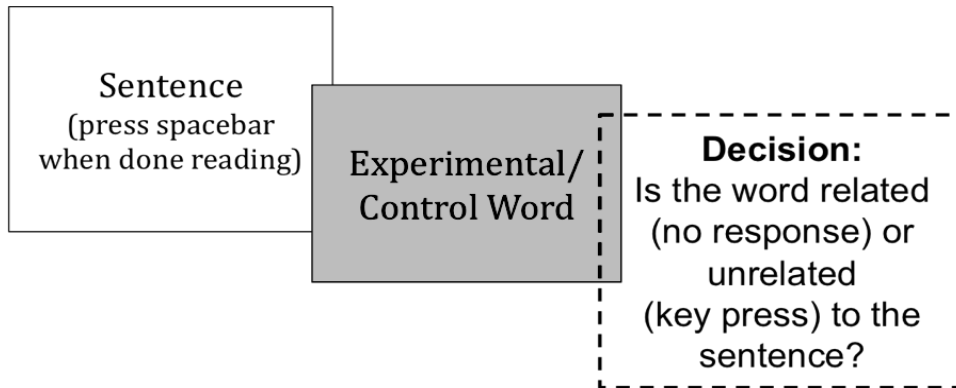 Sentence
(press spacebar
when done reading)
Experimental/
Control Word
Decision:
Is the word related
(no response) or
unrelated
(key press) to the
sentence?